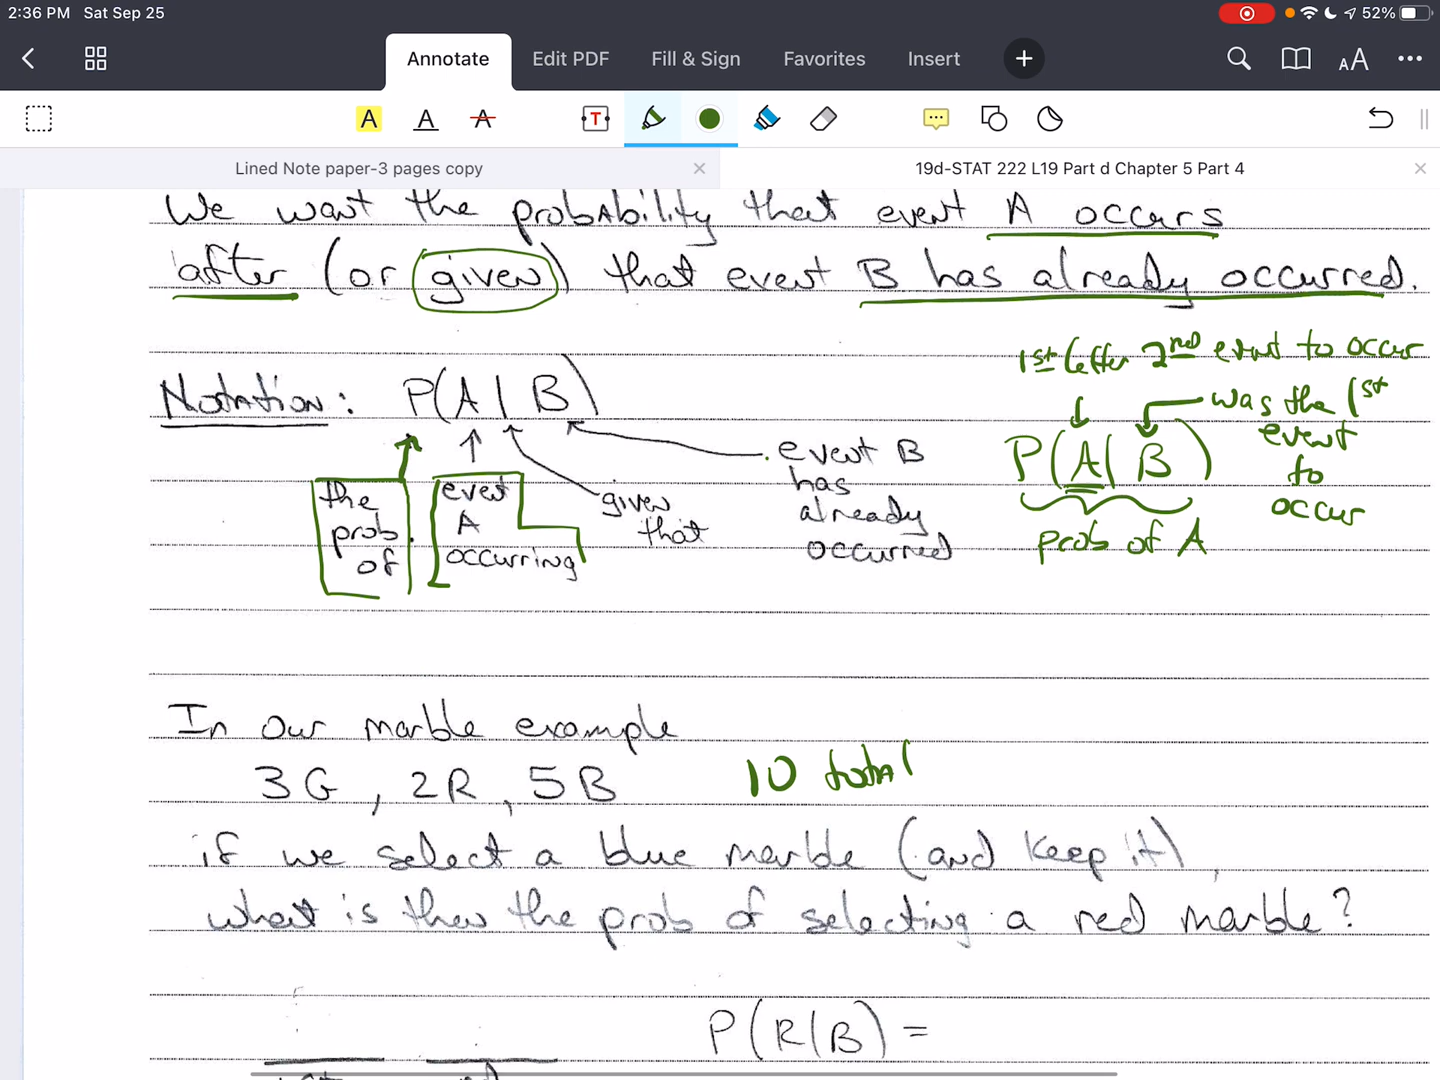 2:36 PM Sat Sep 25
52%
Annotate Edit PDF Fill & Sign Favorites Insert
Lined Note paper-3 pages copy
19d-STAT 222 L19 Part d Chapter 5 Part 4
We want the probability that event A occurs
after (or given) that event B has already occurred.
1st letter 2nd event to occur
Notation: P(A | B)
was the 1st
event
to
occur
P(A| B)
prob of A
the
prob.
of
event
A
occurring
given
that
event B
has
already
occurred
In our marble example
3G, 2R, 5B 10 total
if we select a blue marble (and keep it),
what is then the prob of selecting a red marble?
P(R|B) =